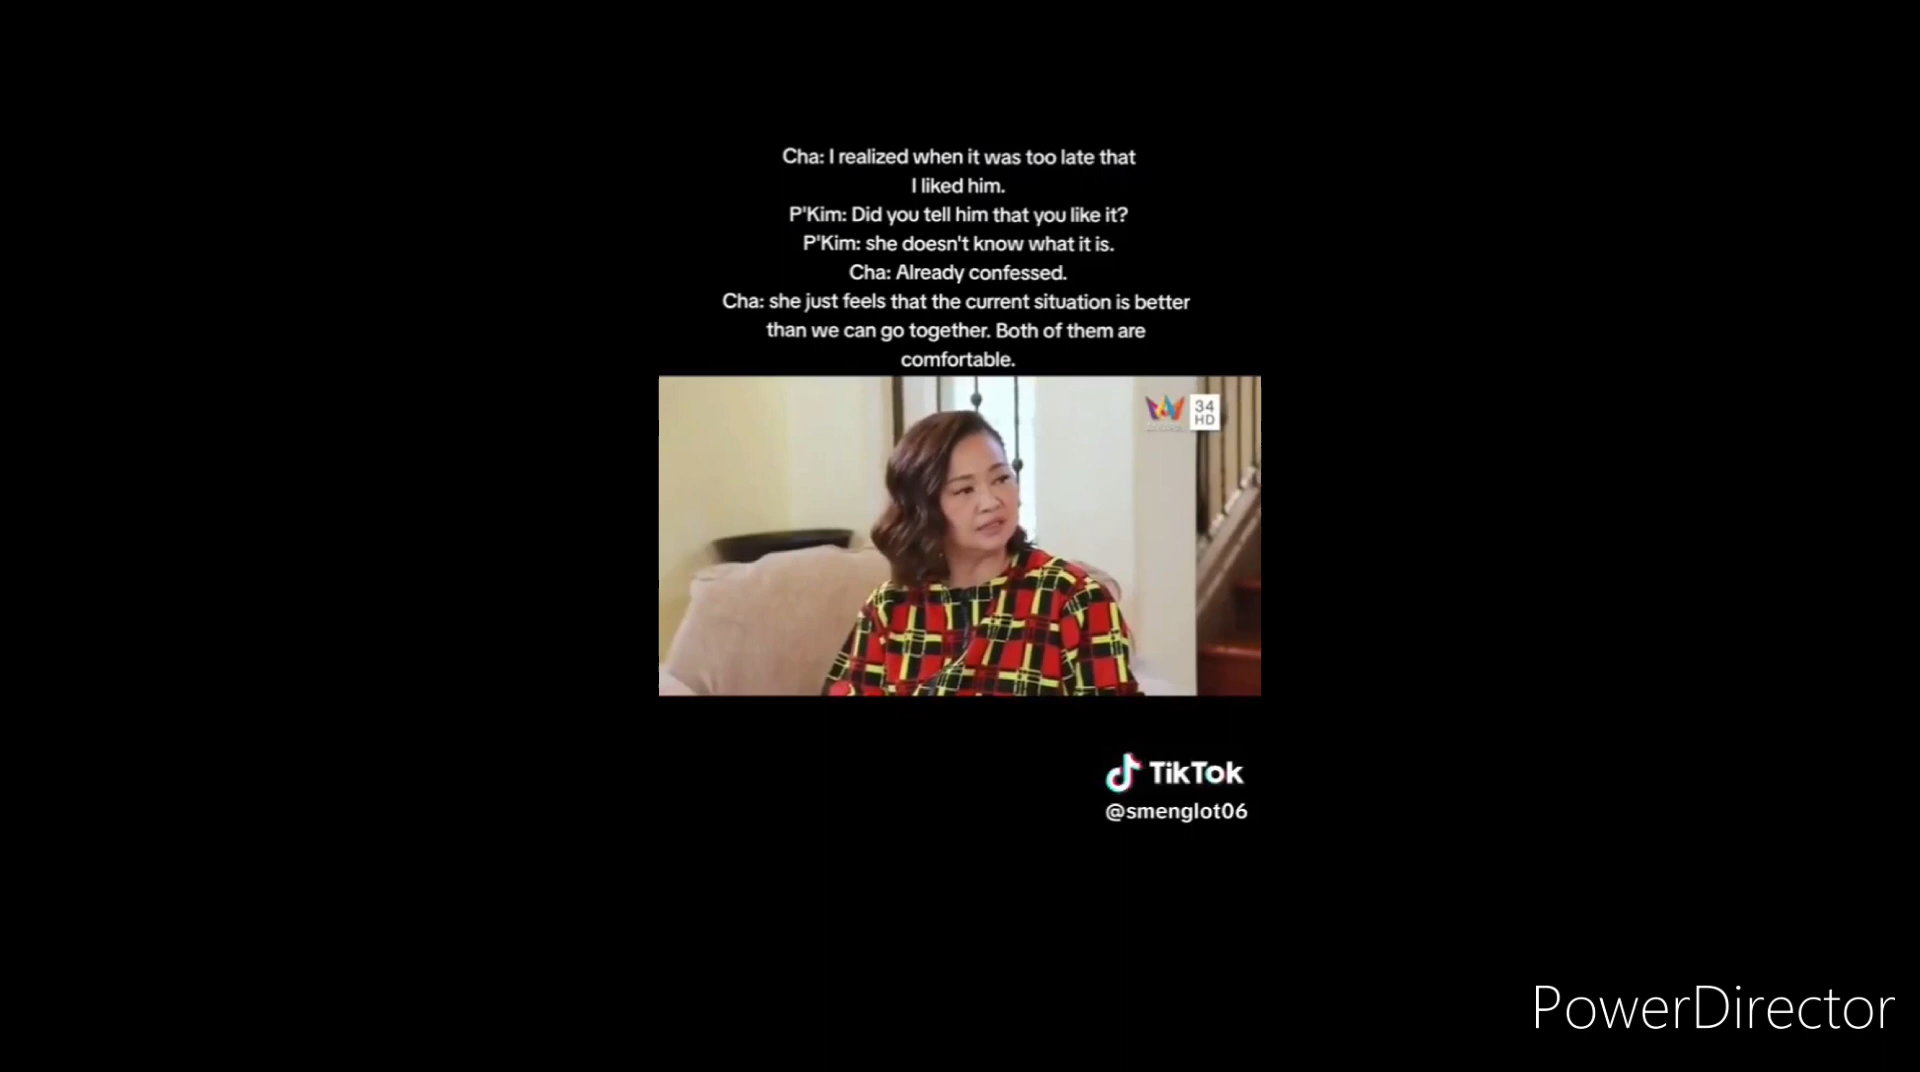 Cha: I realized when it was too late that
I liked him.
P'Kim: Did you tell him that you like it?
P'Kim: she doesn't know what it is.
Cha: Already confessed.
Cha: she just feels that the current situation is better
than we can go together. Both of them are
comfortable.
34
HD
TikTok
@smenglot06
PowerDirector